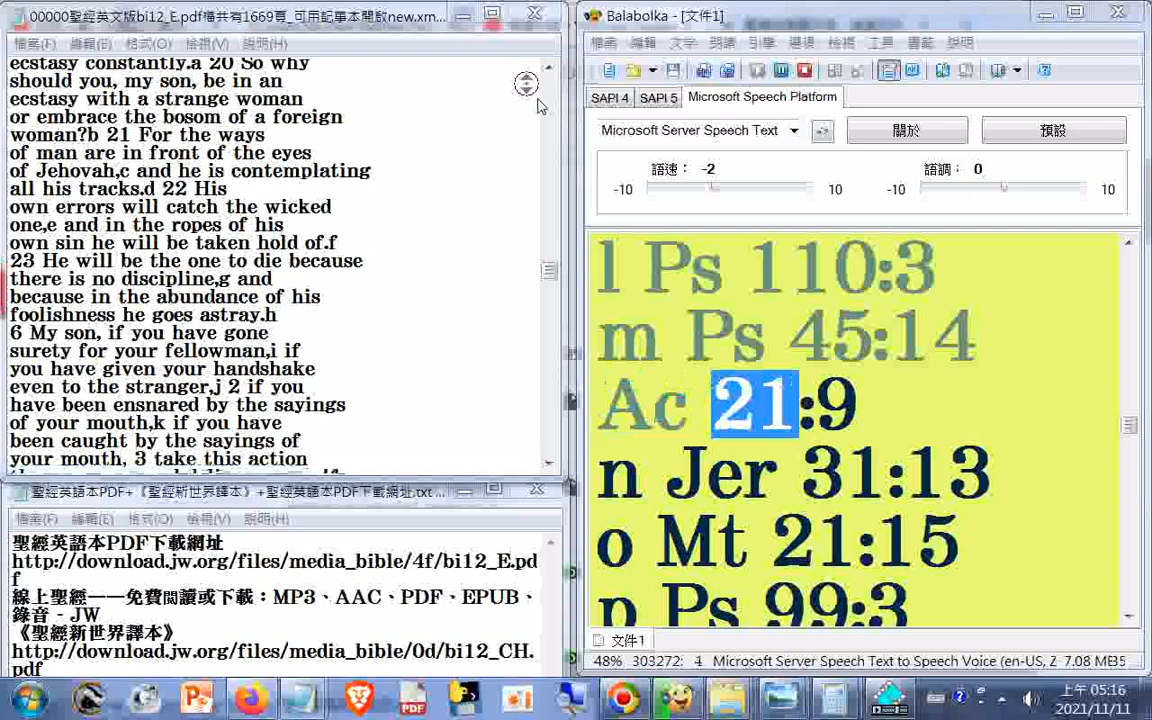 00000聖經英文版bi12_E.pdf檔共有1669頁_可用記事本開啟new.xm...
檔案(F) 編輯(E) 格式(O) 檢視(V) 說明(H)
ecstasy constantly.a 20 So why
should you, my son, be in an
ecstasy with a strange woman
or embrace the bosom of a foreign
woman?b 21 For the ways
of man are in front of the eyes
of Jehovah,c and he is contemplating
all his tracks.d 22 His
own errors will catch the wicked
one,e and in the ropes of his
own sin he will be taken hold of.f
23 He will be the one to die because
there is no discipline,g and
because in the abundance of his
foolishness he goes astray.h
6 My son, if you have gone
surety for your fellowman,i if
you have given your handshake
even to the stranger,j 2 if you
have been ensnared by the sayings
of your mouth,k if you have
been caught by the sayings of
your mouth, 3 take this action
聖經英語本PDF+《聖經新世界譯本》+聖經英語本PDF下載網址.txt ...
檔案(F) 編輯(E) 格式(O) 檢視(V) 說明(H)
聖經英語本PDF下載網址
http://download.jw.org/files/media_bible/4f/bi12_E.pd
f
線上聖經——免費閱讀或下載：MP3、AAC、PDF、EPUB、
錄音 - JW
《聖經新世界譯本》
http://download.jw.org/files/media_bible/0d/bi12_CH.
pdf
Balabolka - [文件1]
檔案 編輯 文字 朗讀 引擎 選項 檢視 工具 書籤 說明
SAPI 4 SAPI 5 Microsoft Speech Platform
Microsoft Server Speech Text 關於 預設
語速： -2 語調： 0
-10 10 -10 10
l Ps 110:3
m Ps 45:14
Ac 21:9
n Jer 31:13
o Mt 21:15
p Ps 99:3
文件1
48% 303272: 4 Microsoft Server Speech Text to Speech Voice (en-US, Z 7.08 MB
上午 05:16
2021/11/11